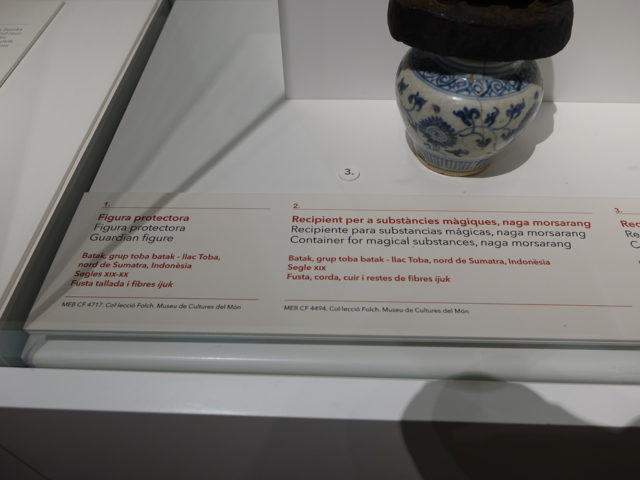 3.
1.
Figura protectora
Figura protectora
Guardian figure
Batak, grup toba batak - llac Toba,
nord de Sumatra, Indonèsia
Segles XIX-XX
Fusta tallada i fibres ijuk
MEB CF 4717. Col·lecció Folch. Museu de Cultures del Món
2.
Recipient per a substàncies màgiques, naga morsarang
Recipiente para substancias mágicas, naga morsarang
Container for magical substances, naga morsarang
Batak, grup toba batak - llac Toba, nord de Sumatra, Indonèsia
Segle XIX
Fusta, corda, cuir i restes de fibres ijuk
MEB CF 4494. Col·lecció Folch. Museu de Cultures del Món
3.